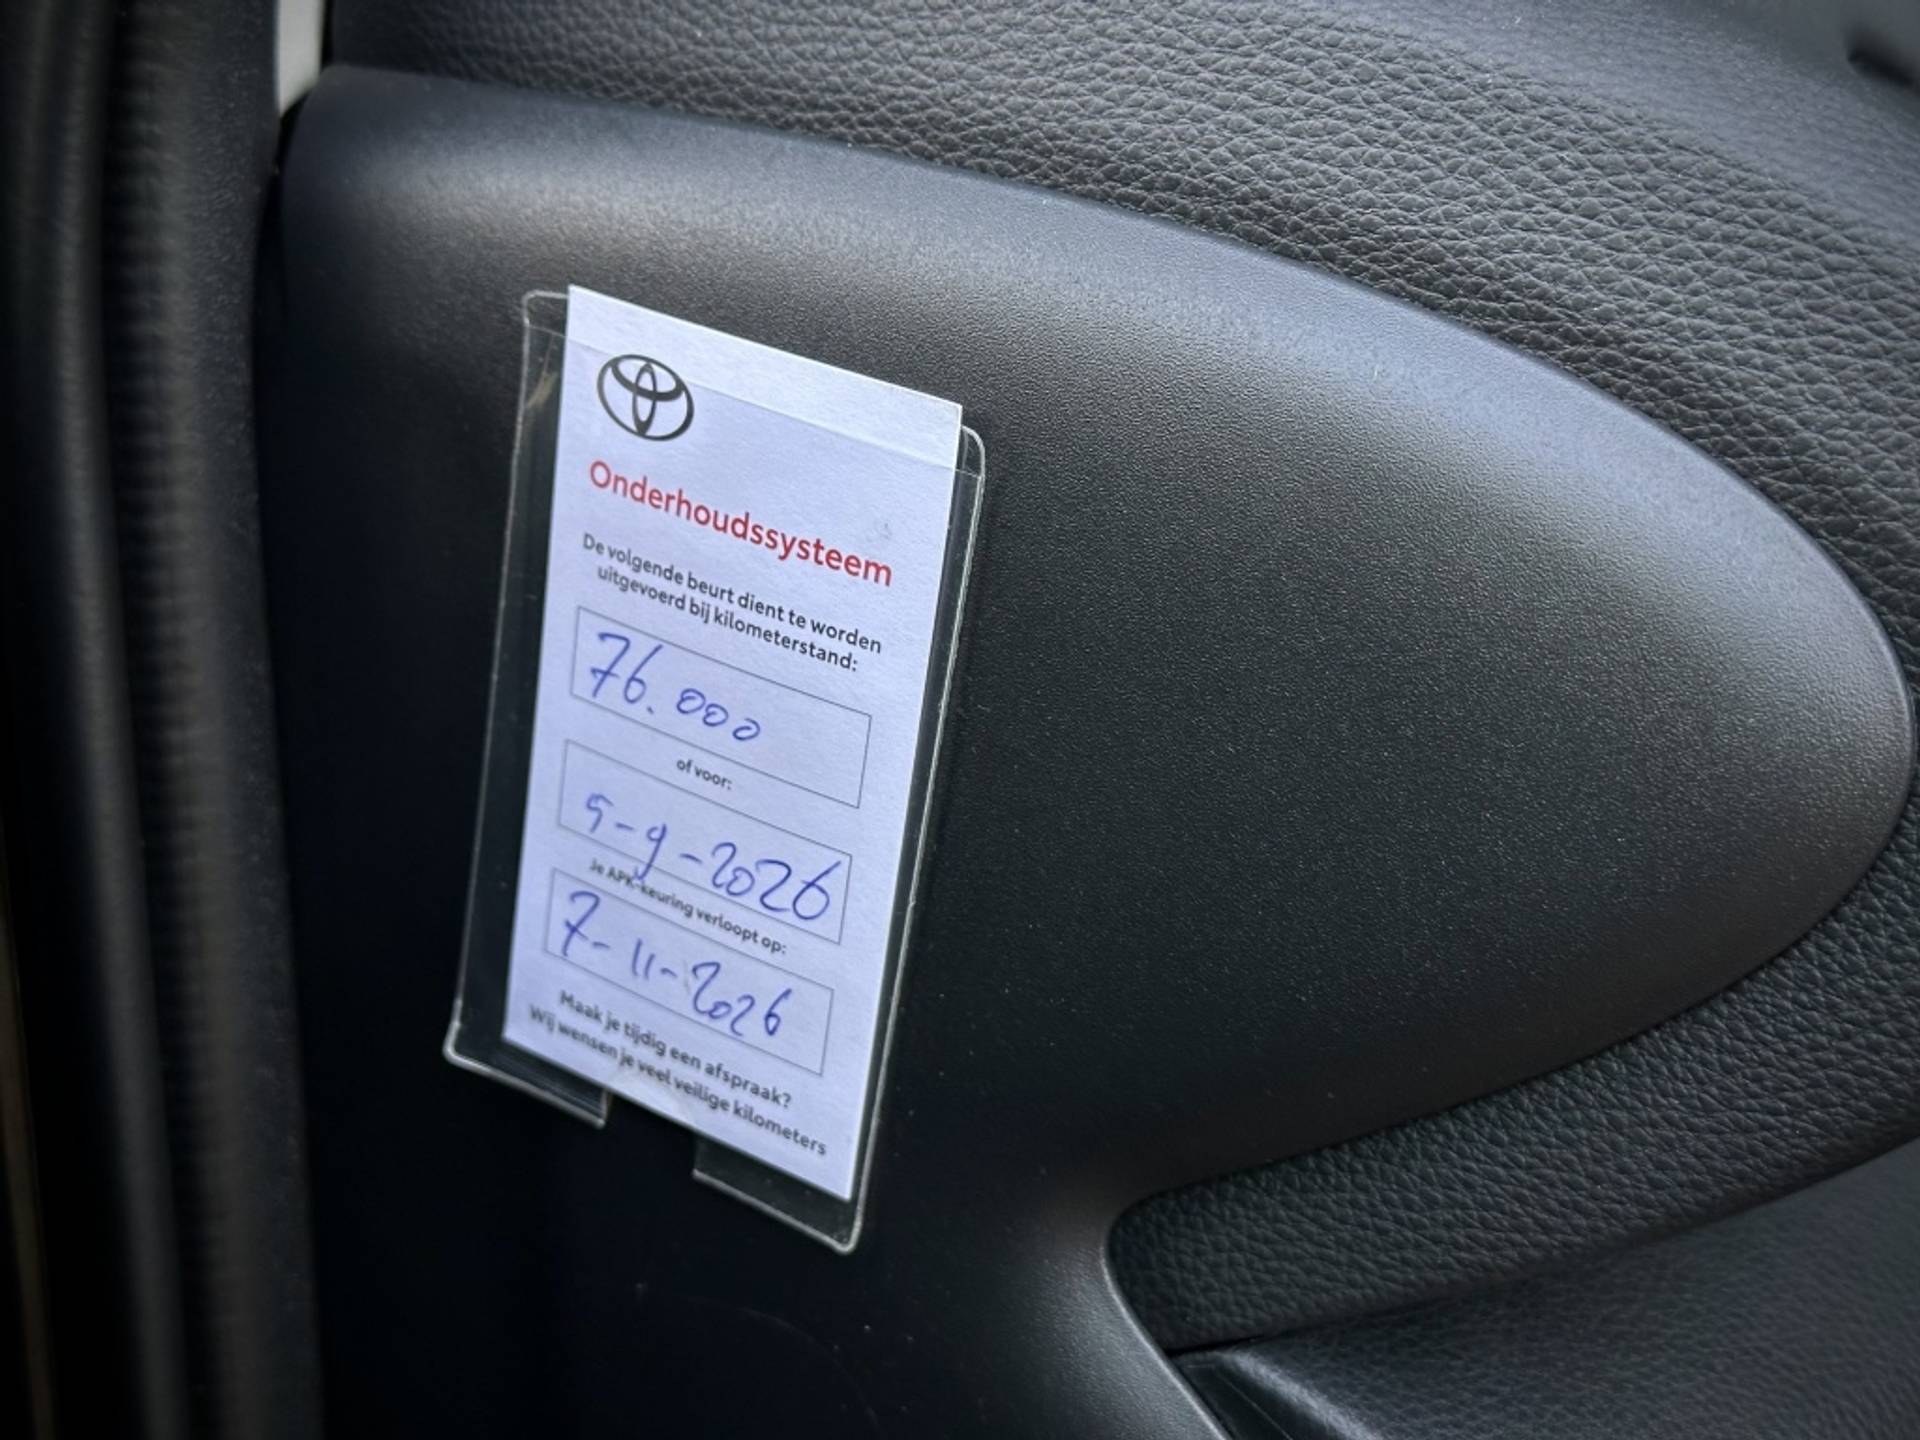 Onderhoudssysteem
De volgende beurt dient te worden
uitgevoerd bij kilometerstand:
76.000
of voor:
5-9-2026
Je APK-keuring verloopt op:
7-11-2026
Maak je tijdig een afspraak?
Wij wensen je veel veilige kilometers